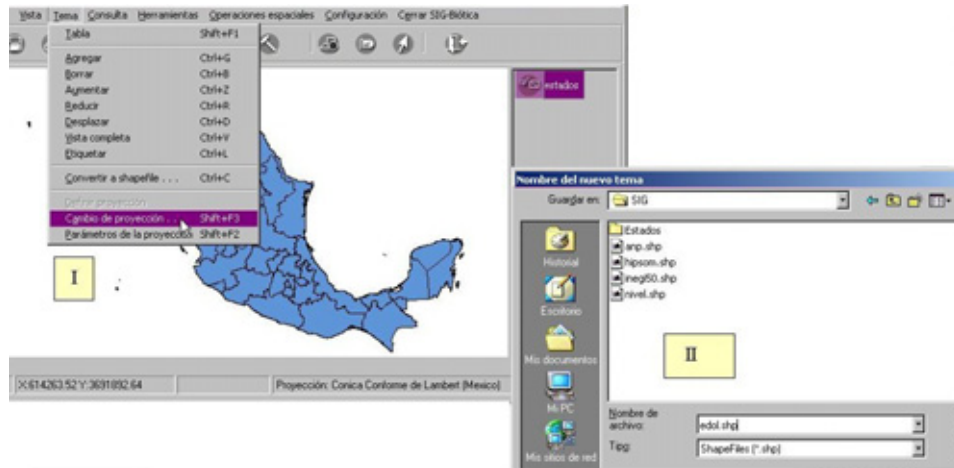 Vista Tema Consulta Herramientas Operaciones espaciales Configuración Cerrar SIG-Biótica
Tabla Shift+F1
Agregar Ctrl+G
Borrar Ctrl+B
Aumentar Ctrl+Z
Reducir Ctrl+R
Desplazar Ctrl+D
Vista completa Ctrl+V
Etiquetar Ctrl+L
Convertir a shapefile . . . Ctrl+C
Definir proyección
Cambio de proyección . . . Shift+F3
Parámetros de la proyección Shift+F2
estados
I
X:614263.52 Y:3691892.64
Proyección: Conica Conforme de Lambert (Mexico)
Nombre del nuevo tema
Guardar en: SIG
Historial
Escritorio
Mis documentos
Mi PC
Mis sitios de red
Estados
anp.shp
hipsom.shp
inegi50.shp
nivel.shp
II
Nombre de archivo: edol.shp
Tipo: ShapeFiles (*.shp)